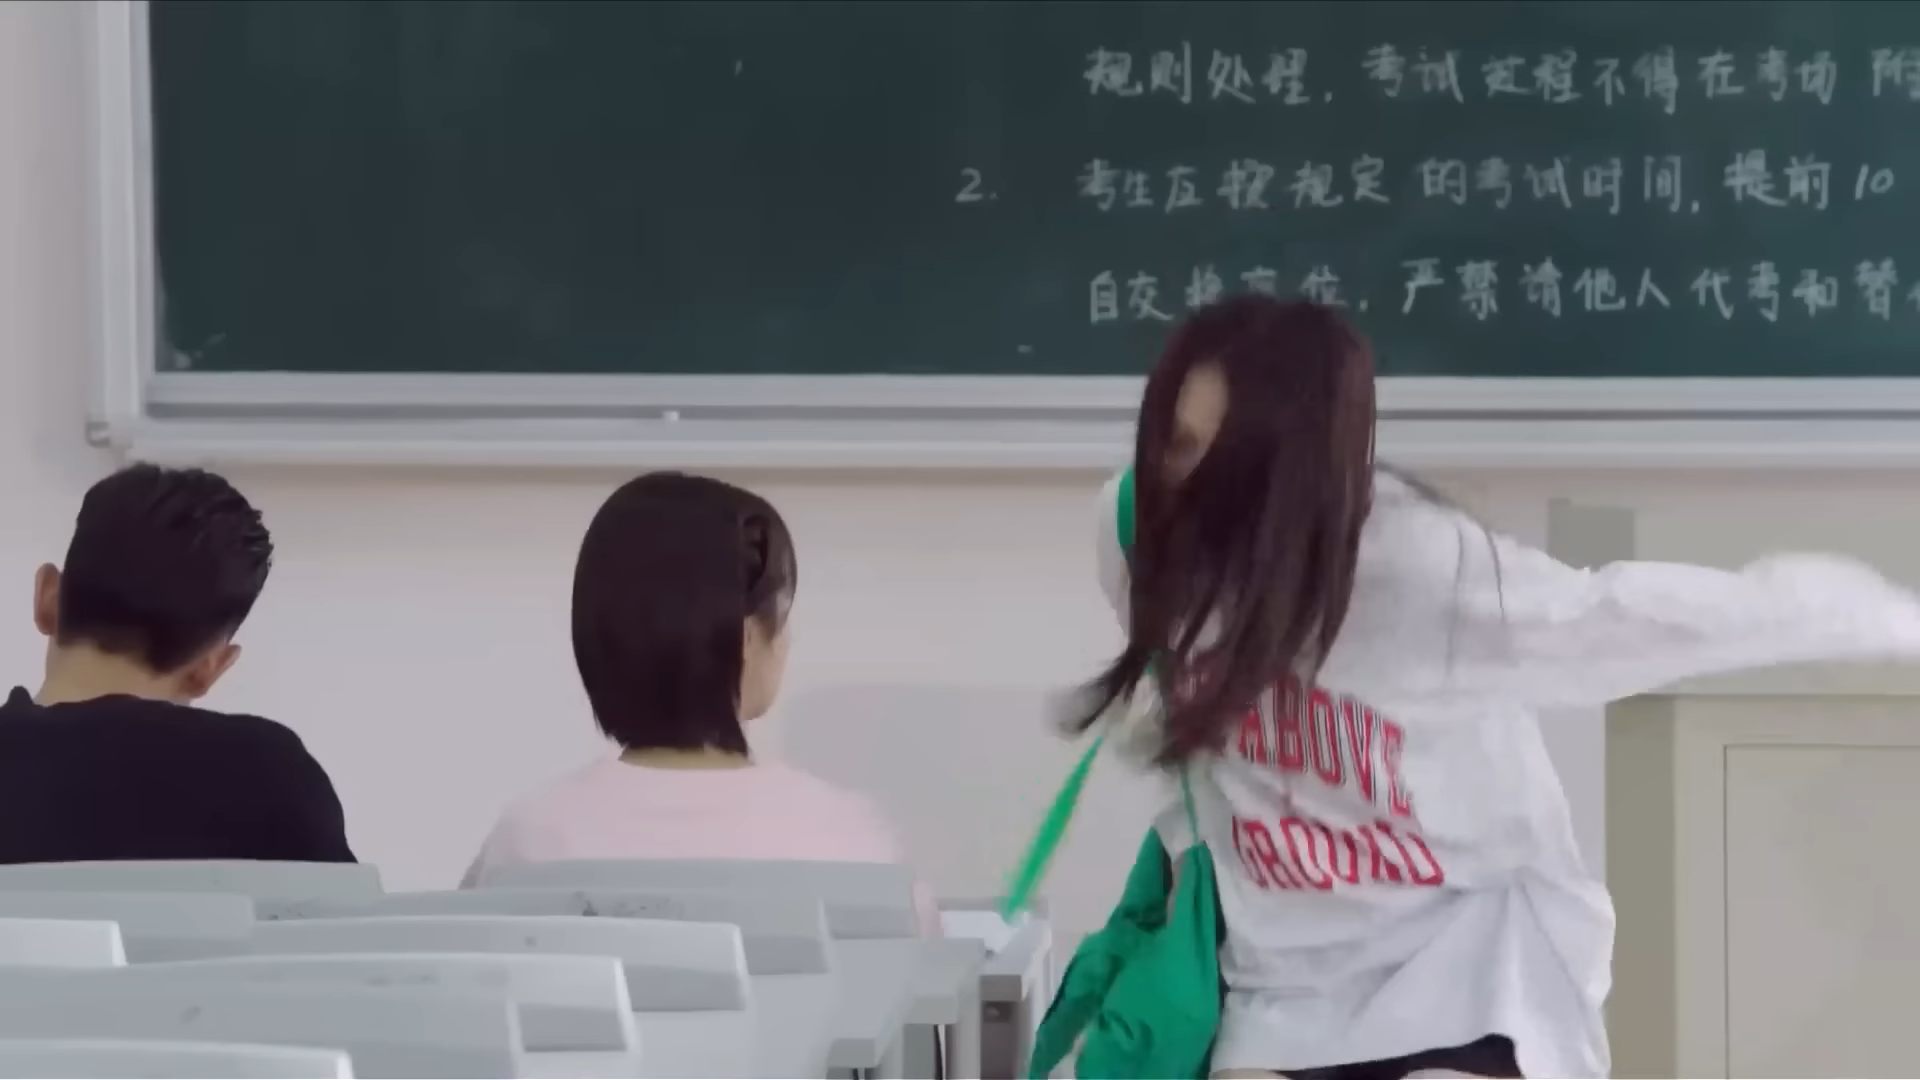 规则处理，考试过程不得在考场附
2. 考生应按规定的考试时间，提前10
自交换座位，严禁请他人代考和替
ABOVE
GROUND